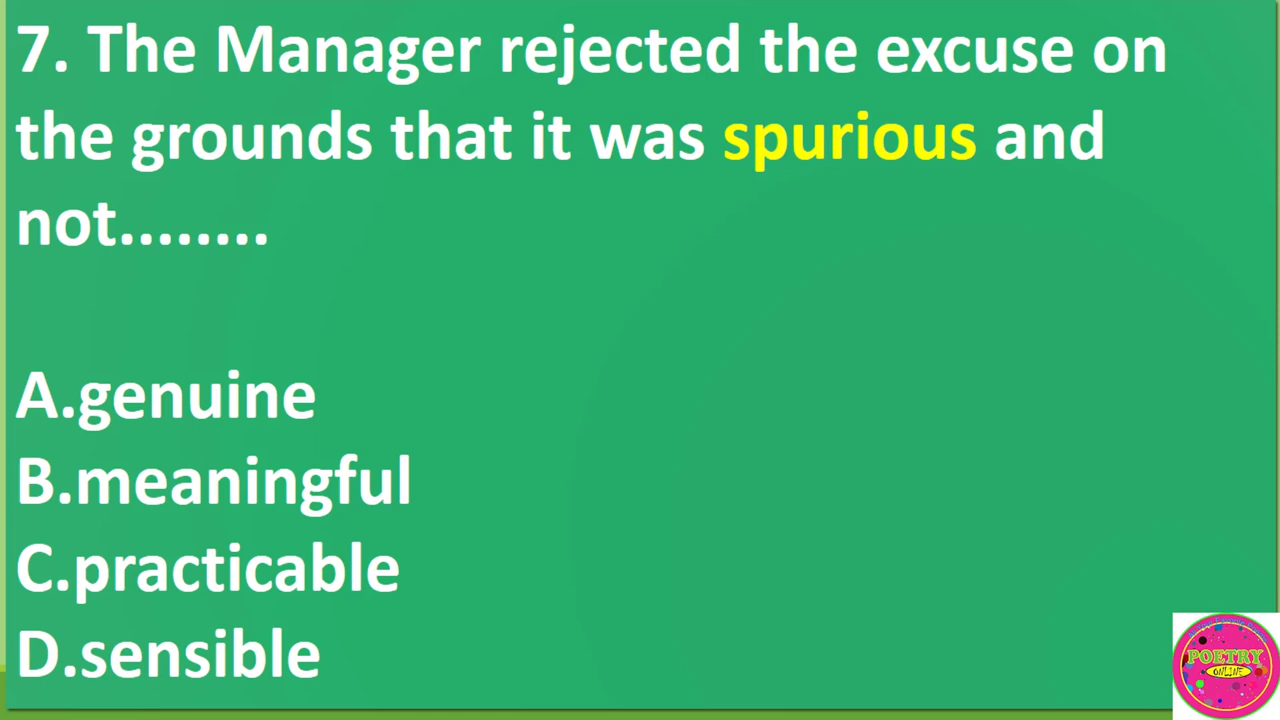 7. The Manager rejected the excuse on
the grounds that it was spurious and
not........
A.genuine
B.meaningful
C.practicable
D.sensible
POETRY
ONLINE